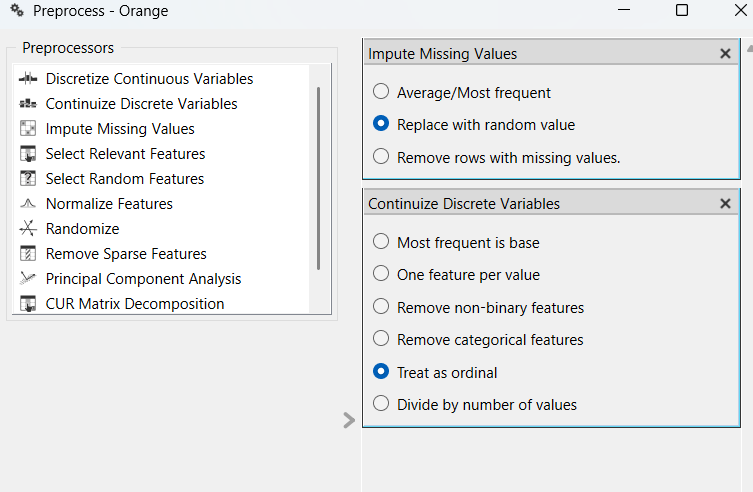 Preprocess - Orange
Preprocessors
Discretize Continuous Variables
Continuize Discrete Variables
Impute Missing Values
Select Relevant Features
Select Random Features
Normalize Features
Randomize
Remove Sparse Features
Principal Component Analysis
CUR Matrix Decomposition
Impute Missing Values
Average/Most frequent
Replace with random value
Remove rows with missing values.
Continuize Discrete Variables
Most frequent is base
One feature per value
Remove non-binary features
Remove categorical features
Treat as ordinal
Divide by number of values